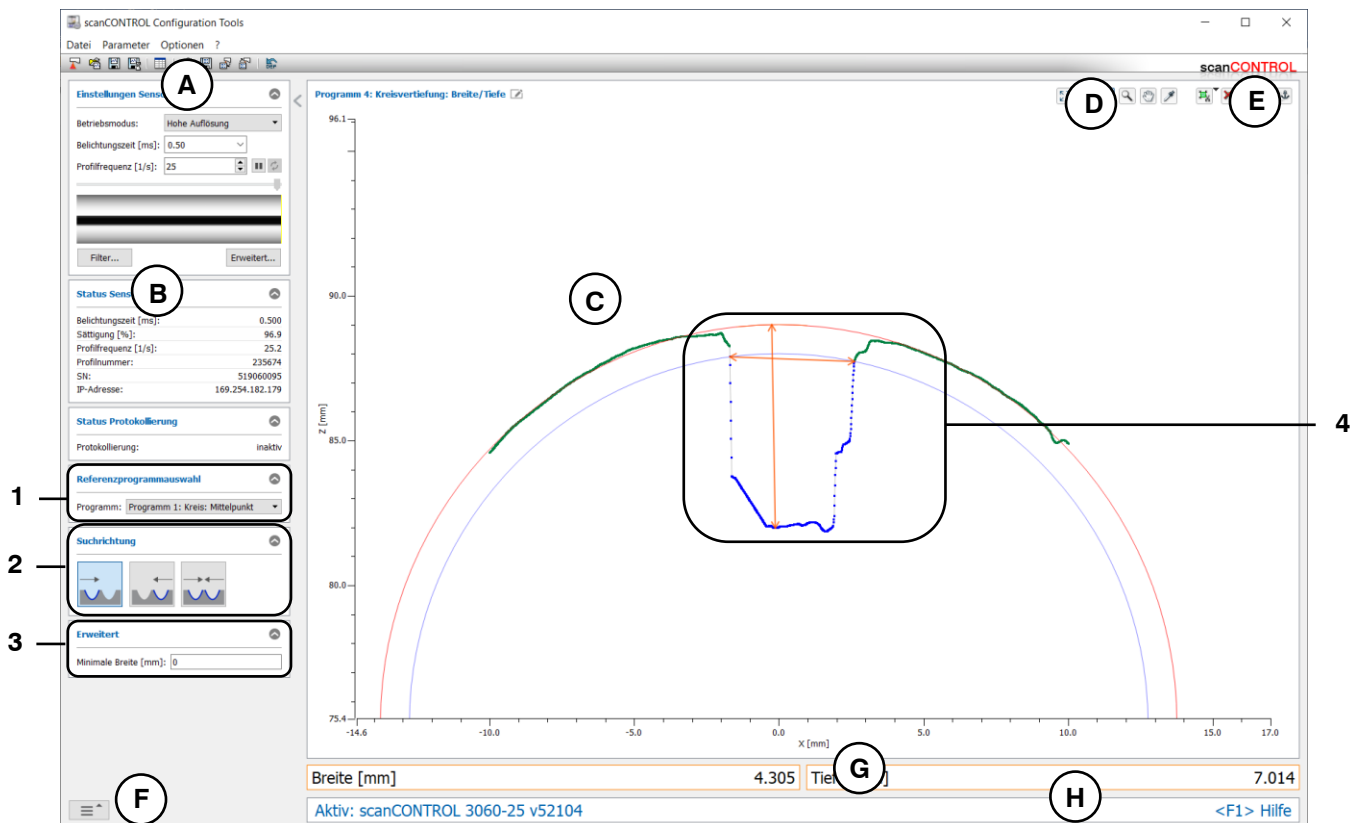 scanCONTROL Configuration Tools
Datei Parameter Optionen ?
scanCONTROL
A
Einstellungen
Betriebsmodus: Hohe Auflösung
Belichtungszeit [ms]: 0.50
Profilfrequenz [1/s]: 25
Filter... Erweitert...
B
Status
Belichtungszeit [ms]: 0.500
Sättigung [%]: 96.9
Profilfrequenz [1/s]: 25.2
Profilnummer: 235674
SN: 519060095
IP-Adresse: 169.254.182.179
Status Protokollierung
Protokollierung: inaktiv
1
Referenzprogrammauswahl
Programm: Programm 1: Kreis: Mittelpunkt
2
Suchrichtung
3
Erweitert
Minimale Breite [mm]: 0
F
Programm 4: Kreisvertiefung: Breite/Tiefe
D
E
C
4
96.1
90.0
85.0
80.0
75.4
Z [mm]
-14.6 -10.0 -5.0 0.0 5.0 10.0 15.0 17.0
X [mm]
Breite [mm] 4.305
G
7.014
H
Aktiv: scanCONTROL 3060-25 v52104 <F1> Hilfe